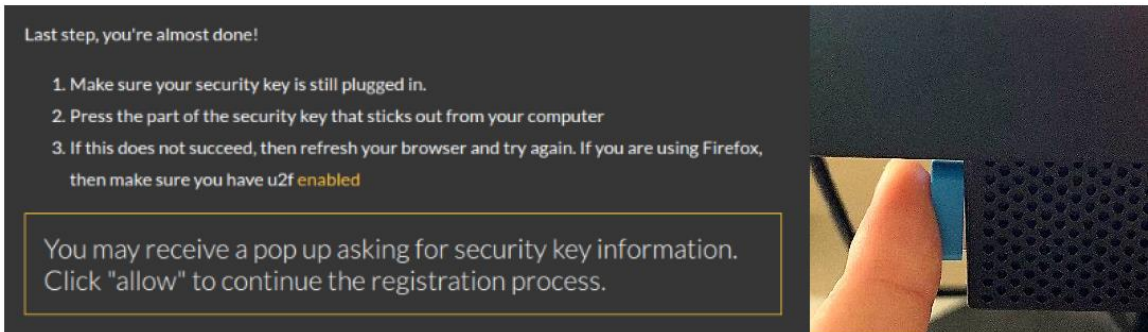 Last step, you're almost done!
1. Make sure your security key is still plugged in.
2. Press the part of the security key that sticks out from your computer
3. If this does not succeed, then refresh your browser and try again. If you are using Firefox,
then make sure you have u2f enabled
You may receive a pop up asking for security key information.
Click "allow" to continue the registration process.